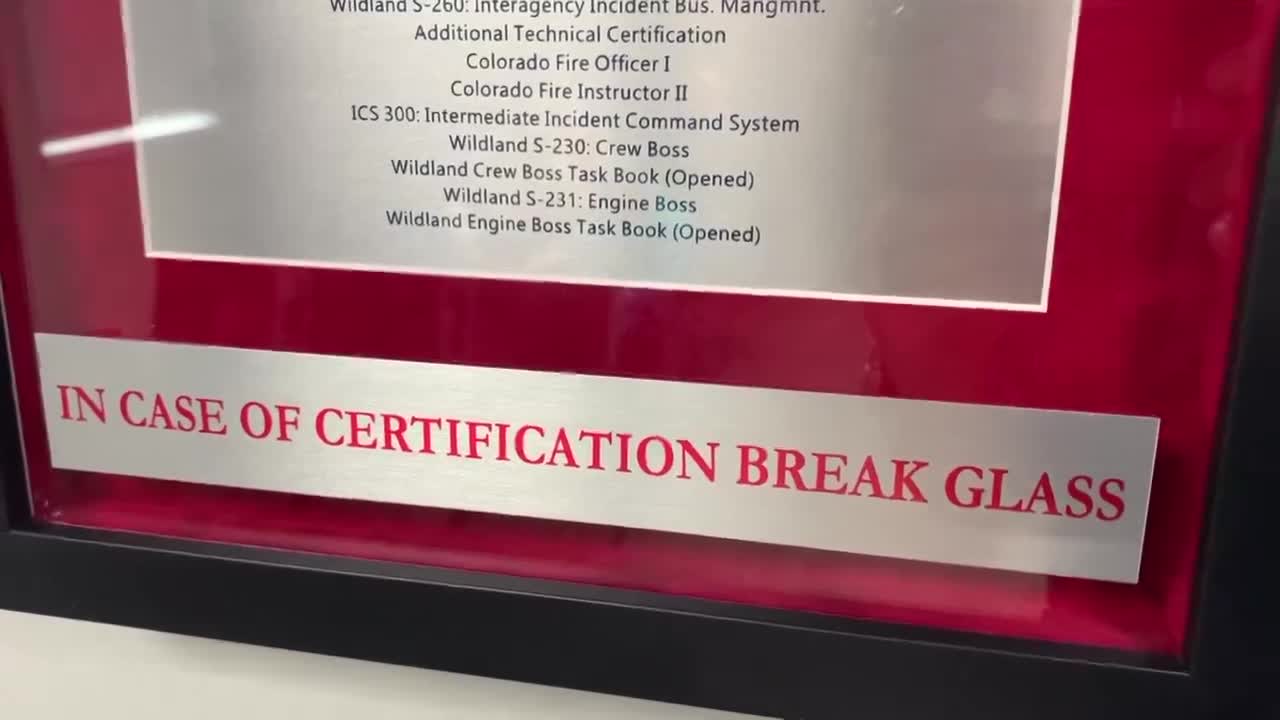 Wildland S-260: Interagency Incident Bus. Mangmnt.
Additional Technical Certification
Colorado Fire Officer I
Colorado Fire Instructor II
ICS 300: Intermediate Incident Command System
Wildland S-230: Crew Boss
Wildland Crew Boss Task Book (Opened)
Wildland S-231: Engine Boss
Wildland Engine Boss Task Book (Opened)
IN CASE OF CERTIFICATION BREAK GLASS